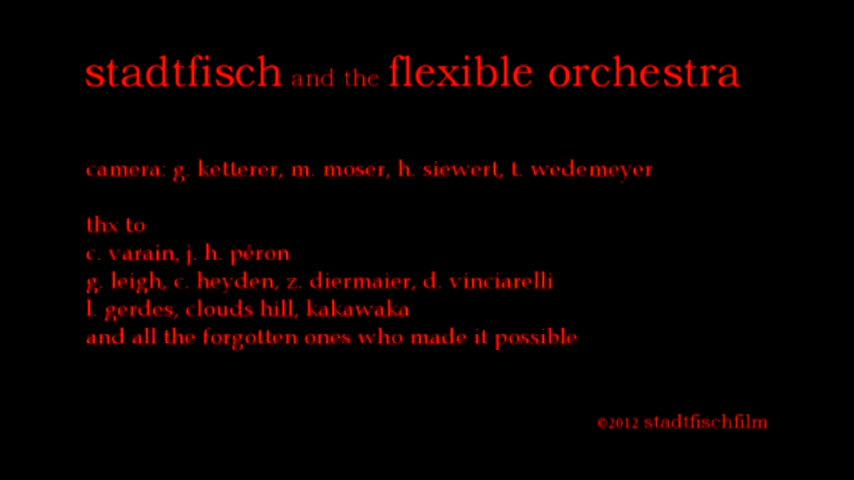 stadtfisch and the flexible orchestra
camera: g. ketterer, m. moser, h. siewert, t. wedemeyer
thx to
c. varain, j. h. péron
g. leigh, c. heyden, z. diermaier, d. vinciarelli
l. gerdes, clouds hill, kakawaka
and all the forgotten ones who made it possible
©2012 stadtfischfilm